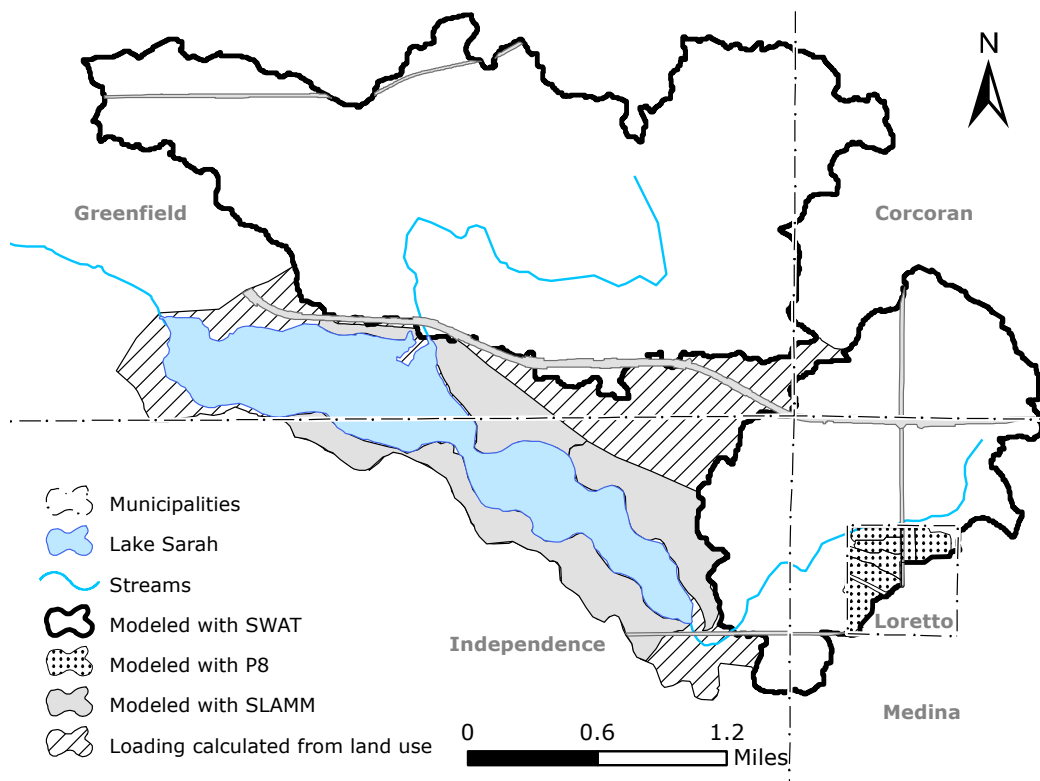 N
Greenfield
Corcoran
Municipalities
Lake Sarah
Streams
Modeled with SWAT
Modeled with P8
Modeled with SLAMM
Loading calculated from land use
Independence
Loretto
Medina
0 0.6 1.2
Miles